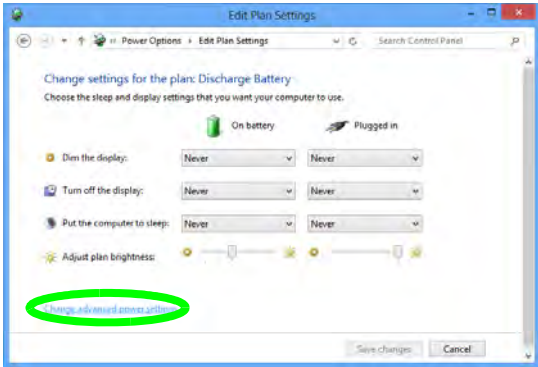 Edit Plan Settings
Power Options Edit Plan Settings Search Control Panel
Change settings for the plan: Discharge Battery
Choose the sleep and display settings that you want your computer to use.
On battery Plugged in
Dim the display: Never Never
Turn off the display: Never Never
Put the computer to sleep: Never Never
Adjust plan brightness:
Change advanced power settings
Save changes Cancel